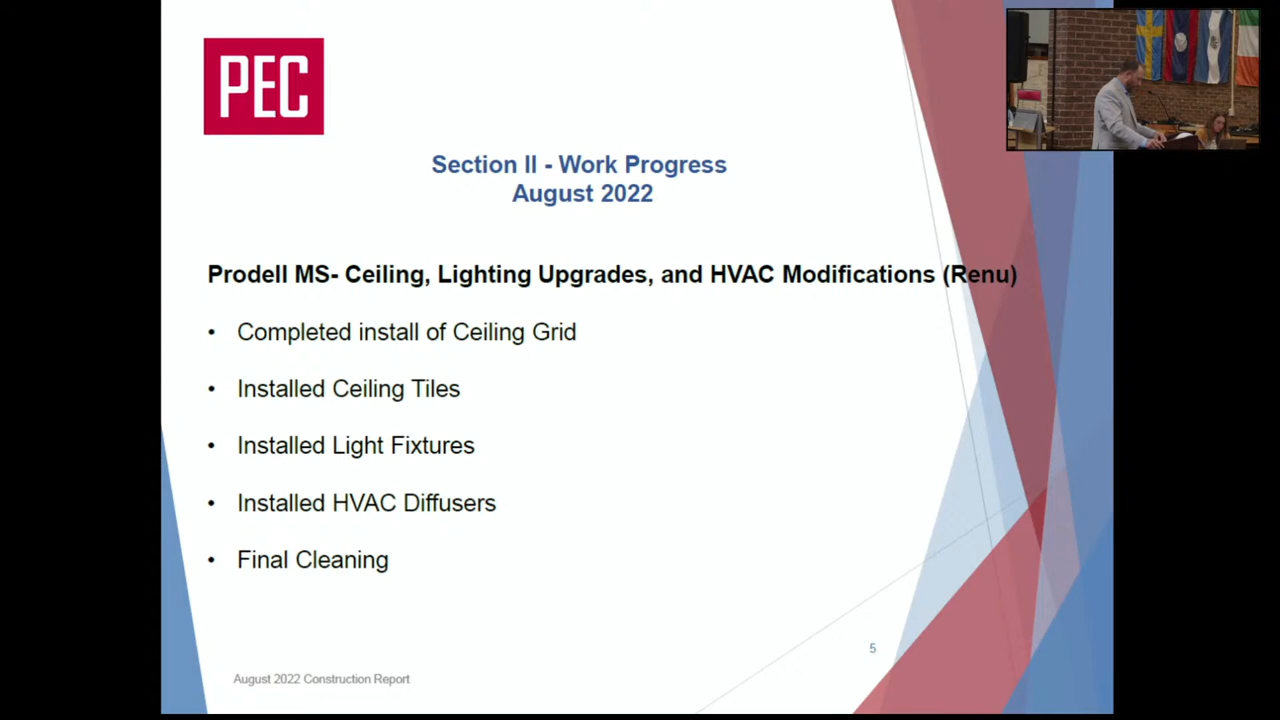 PEC
Section II - Work Progress
August 2022
Prodell MS- Ceiling, Lighting Upgrades, and HVAC Modifications (Renu)
• Completed install of Ceiling Grid
• Installed Ceiling Tiles
• Installed Light Fixtures
• Installed HVAC Diffusers
• Final Cleaning
5
August 2022 Construction Report